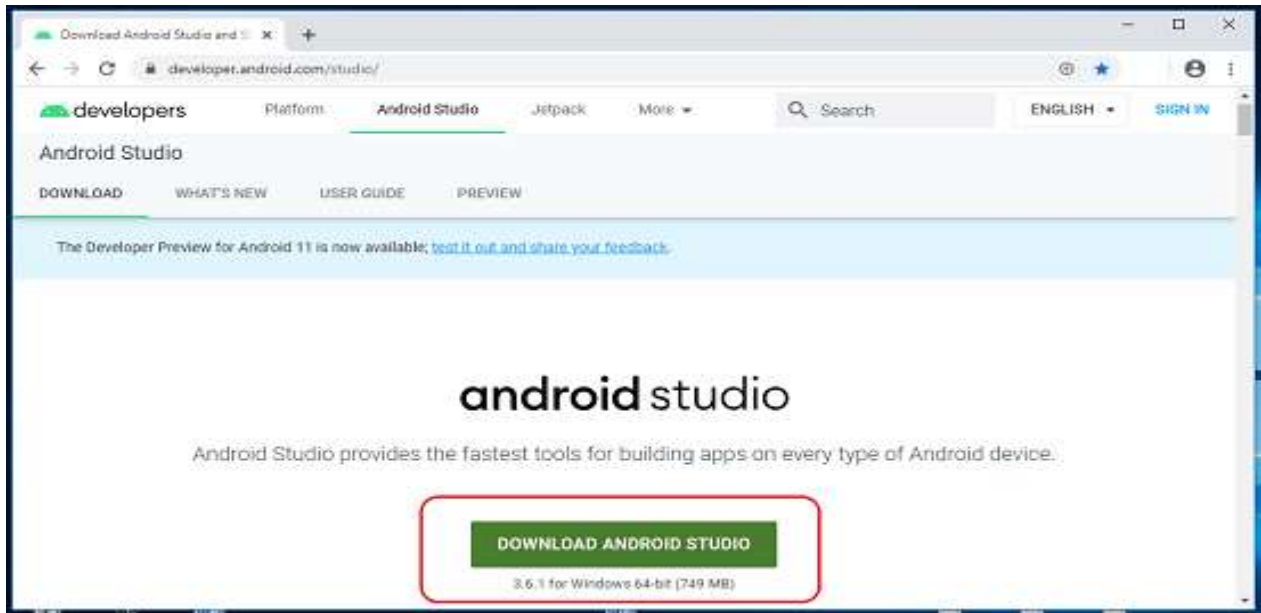 Download Android Studio and S
developer.android.com/studio/
developers Platform Android Studio Jetpack More Search ENGLISH SIGN IN
Android Studio
DOWNLOAD WHAT'S NEW USER GUIDE PREVIEW
The Developer Preview for Android 11 is now available; test it out and share your feedback.
android studio
Android Studio provides the fastest tools for building apps on every type of Android device.
DOWNLOAD ANDROID STUDIO
3.6.1 for Windows 64-bit (749 MB)